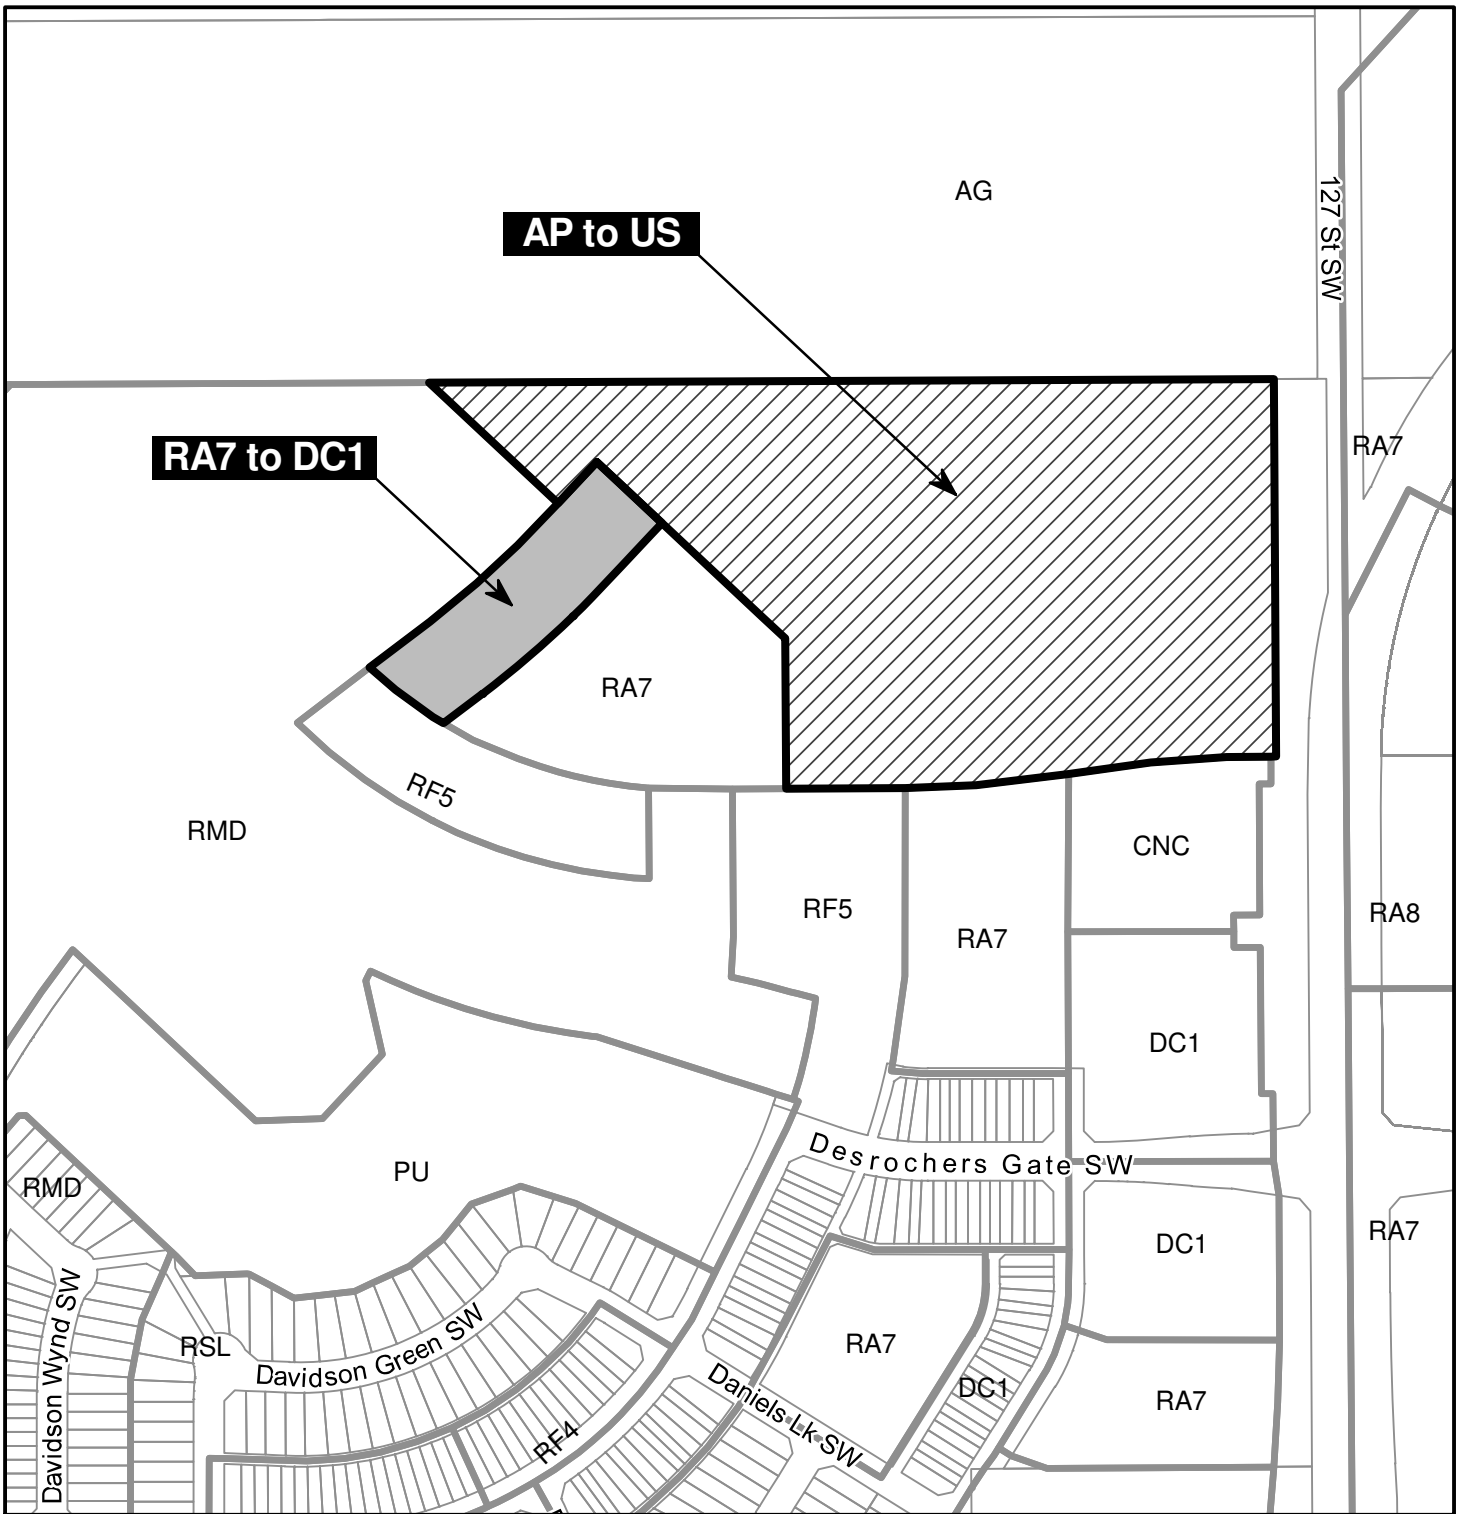 AG
127 St SW
AP to US
RA7 to DC1
RA7
RA7
RF5
RMD
CNC
RF5
RA8
RA7
DC1
Desrochers Gate SW
PU
RMD
RA7
DC1
Davidson Wynd SW
RSL
Davidson Green SW
RA7
DC1
Daniels Lk SW
RA7
RF4